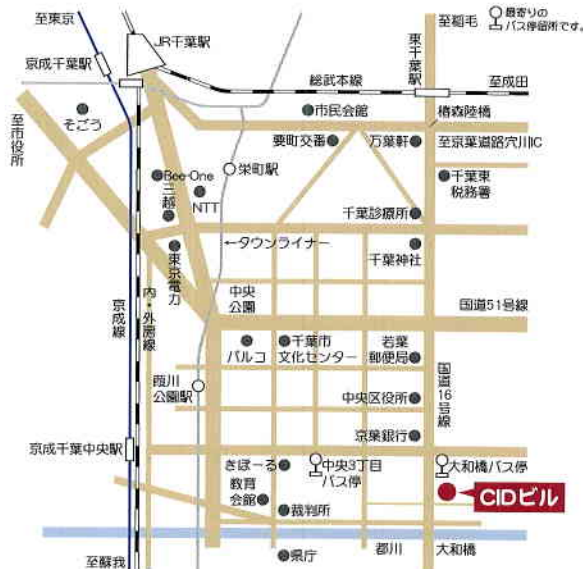 至東京
JR千葉駅
至稲毛
最寄りの
バス停留所です。
京成千葉駅
東千葉駅
総武本線
至成田
至市役所
そごう
市民会館
椿森陸橋
要町交番
万葉軒
至京葉道路穴川IC
栄町駅
Bee-One
三越
NTT
千葉東
税務署
千葉診療所
←タウンライナー
千葉神社
東京電力
中央
公園
国道51号線
京成線
内・外房線
パルコ
千葉市
文化センター
若葉
郵便局
国道16号線
葭川
公園駅
中央区役所
京葉銀行
京成千葉中央駅
きぼーる
中央3丁目
バス停
大和橋バス停
教育
会館
CIDビル
裁判所
県庁
都川
大和橋
至蘇我